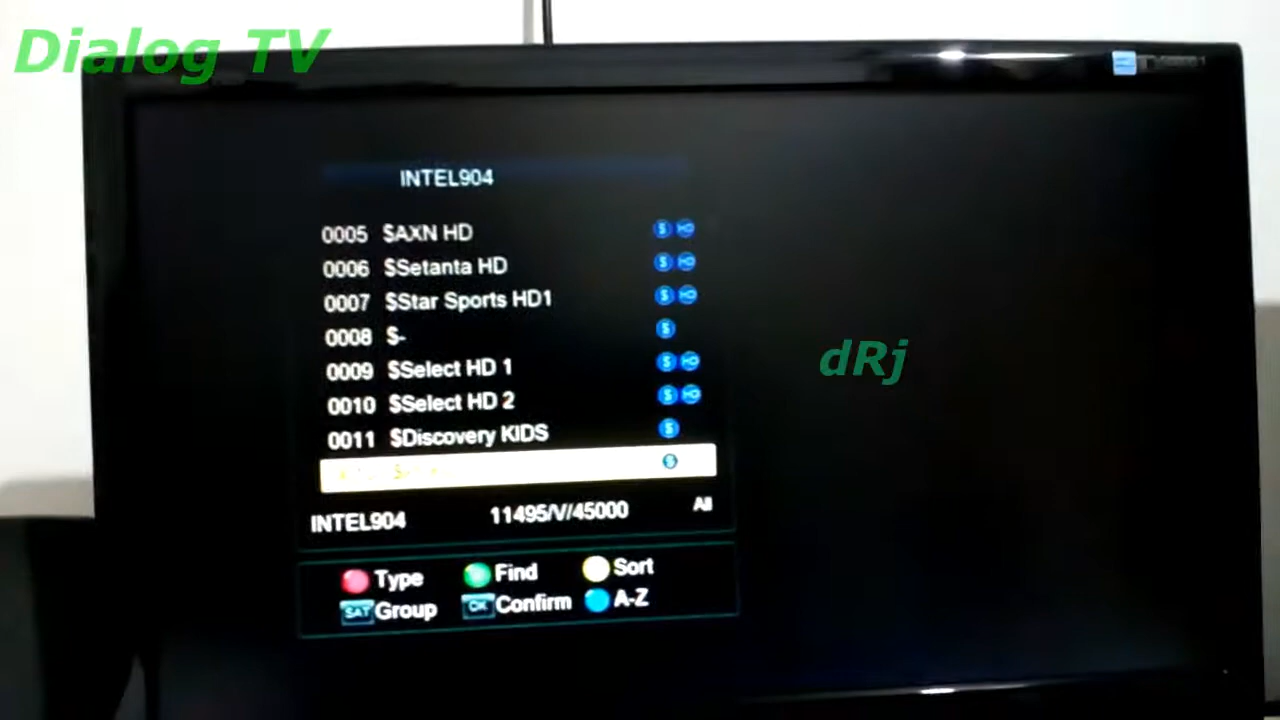 Dialog TV
INTEL904
0005 $AXN HD
0006 $Setanta HD
0007 $Star Sports HD1
0008 $-
0009 $Select HD 1
0010 $Select HD 2
0011 $Discovery KIDS
INTEL904 11495/V/45000 All
Type Find Sort
SAT Group OK Confirm A-Z
dRj